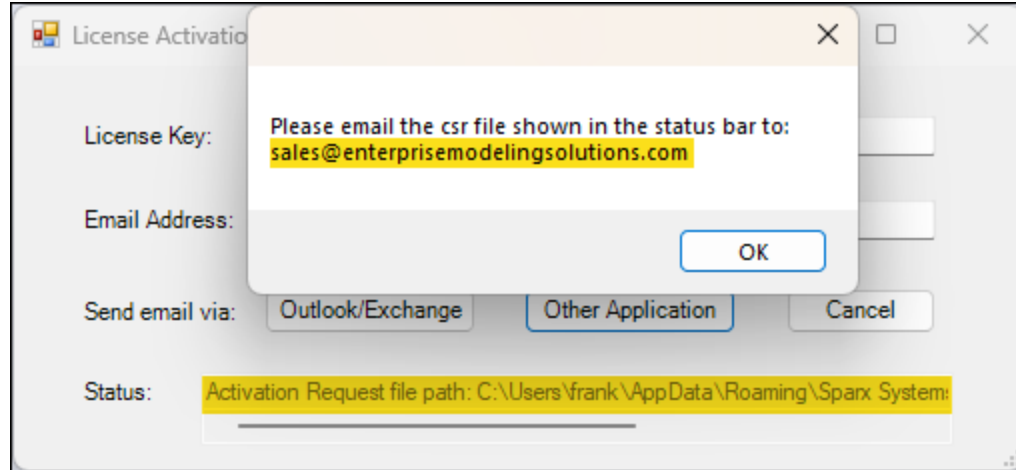 License Activatio
Please email the csr file shown in the status bar to:
sales@enterprisemodelingsolutions.com
OK
License Key:
Email Address:
Send email via: Outlook/Exchange Other Application Cancel
Status: Activation Request file path: C:\Users\frank\AppData\Roaming\Sparx Systems